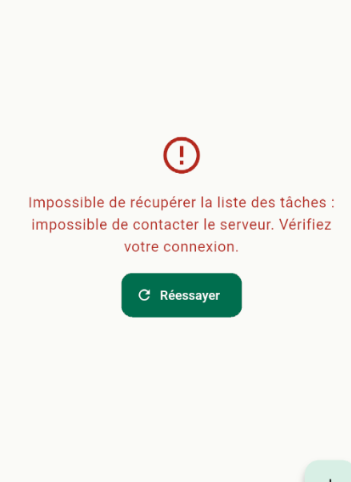 Impossible de récupérer la liste des tâches :
impossible de contacter le serveur. Vérifiez
votre connexion.
Réessayer